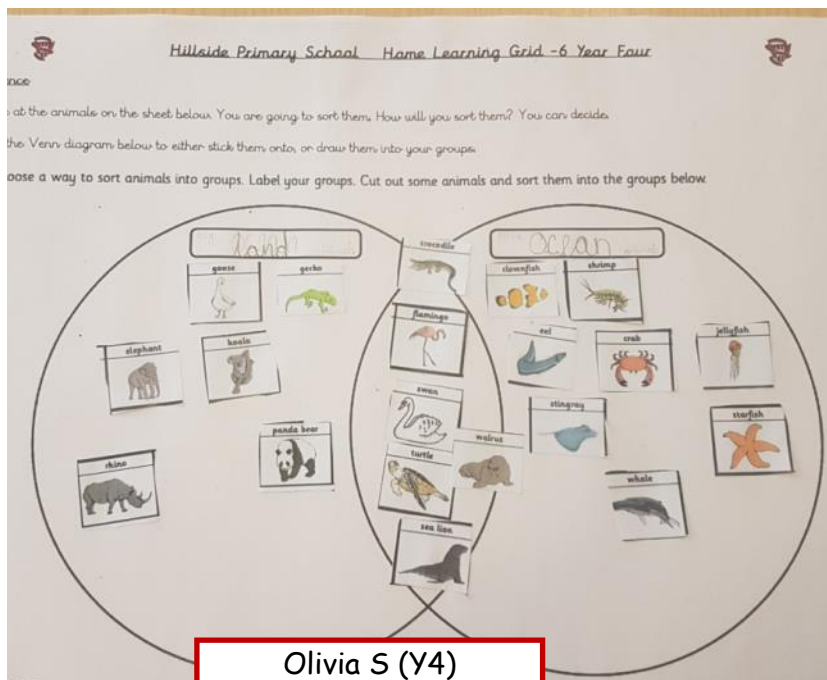 Hillside Primary School Home Learning Grid -6 Year Four
nce
at the animals on the sheet below. You are going to sort them. How will you sort them? You can decide.
the Venn diagram below to either stick them onto, or draw them into your groups.
oose a way to sort animals into groups. Label your groups. Cut out some animals and sort them into the groups below.
Land
Ocean
crocodile
goose
gecko
clownfish
shrimp
flamingo
elephant
koala
eel
crab
jellyfish
swan
stingray
starfish
panda bear
walrus
turtle
rhino
whale
sea lion
Olivia S (Y4)